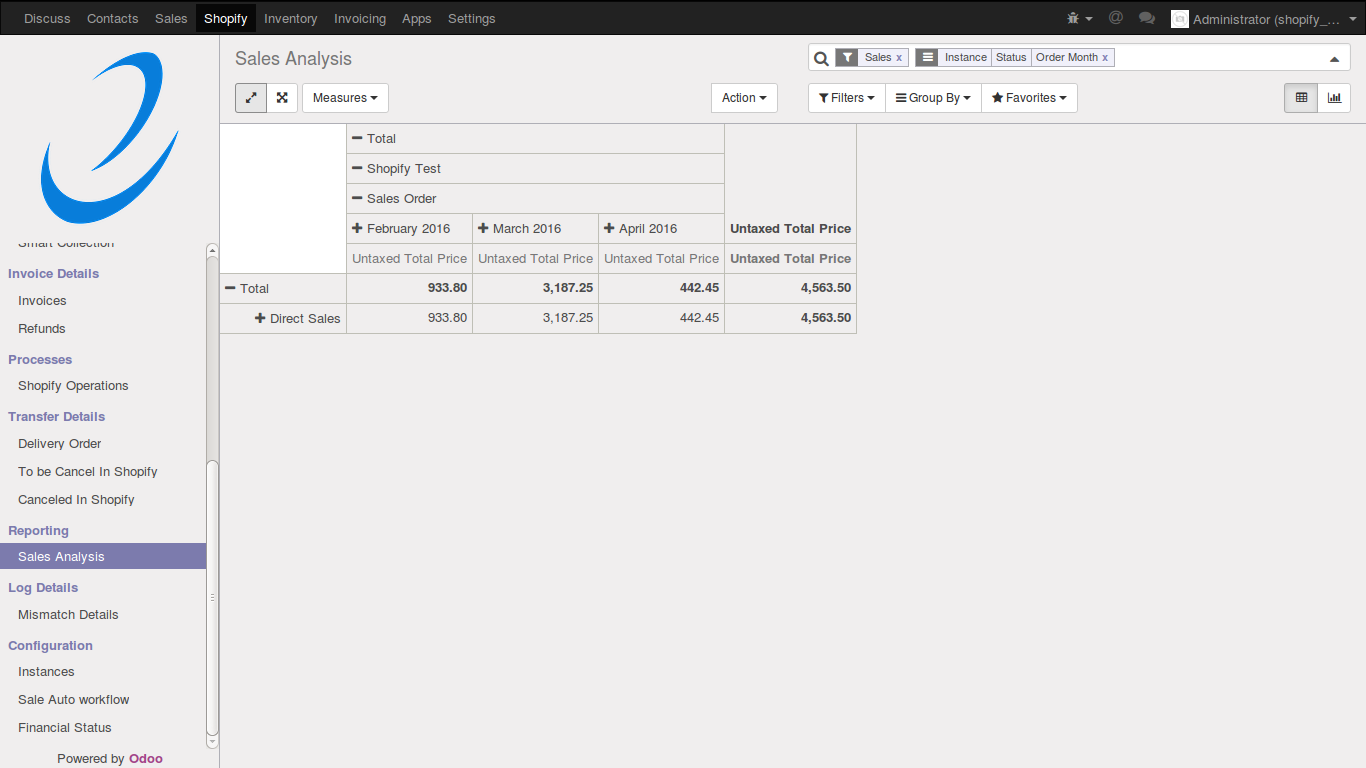 Discuss Contacts Sales Shopify Inventory Invoicing Apps Settings @ Administrator (shopify_...
Sales Analysis
Sales x Instance Status Order Month x
Measures Action Filters Group By Favorites
Total
Shopify Test
Sales Order
February 2016 March 2016 April 2016 Untaxed Total Price
Untaxed Total Price Untaxed Total Price Untaxed Total Price Untaxed Total Price
Total 933.80 3,187.25 442.45 4,563.50
Direct Sales 933.80 3,187.25 442.45 4,563.50
Smart Collection
Invoice Details
Invoices
Refunds
Processes
Shopify Operations
Transfer Details
Delivery Order
To be Cancel In Shopify
Canceled In Shopify
Reporting
Sales Analysis
Log Details
Mismatch Details
Configuration
Instances
Sale Auto workflow
Financial Status
Powered by Odoo